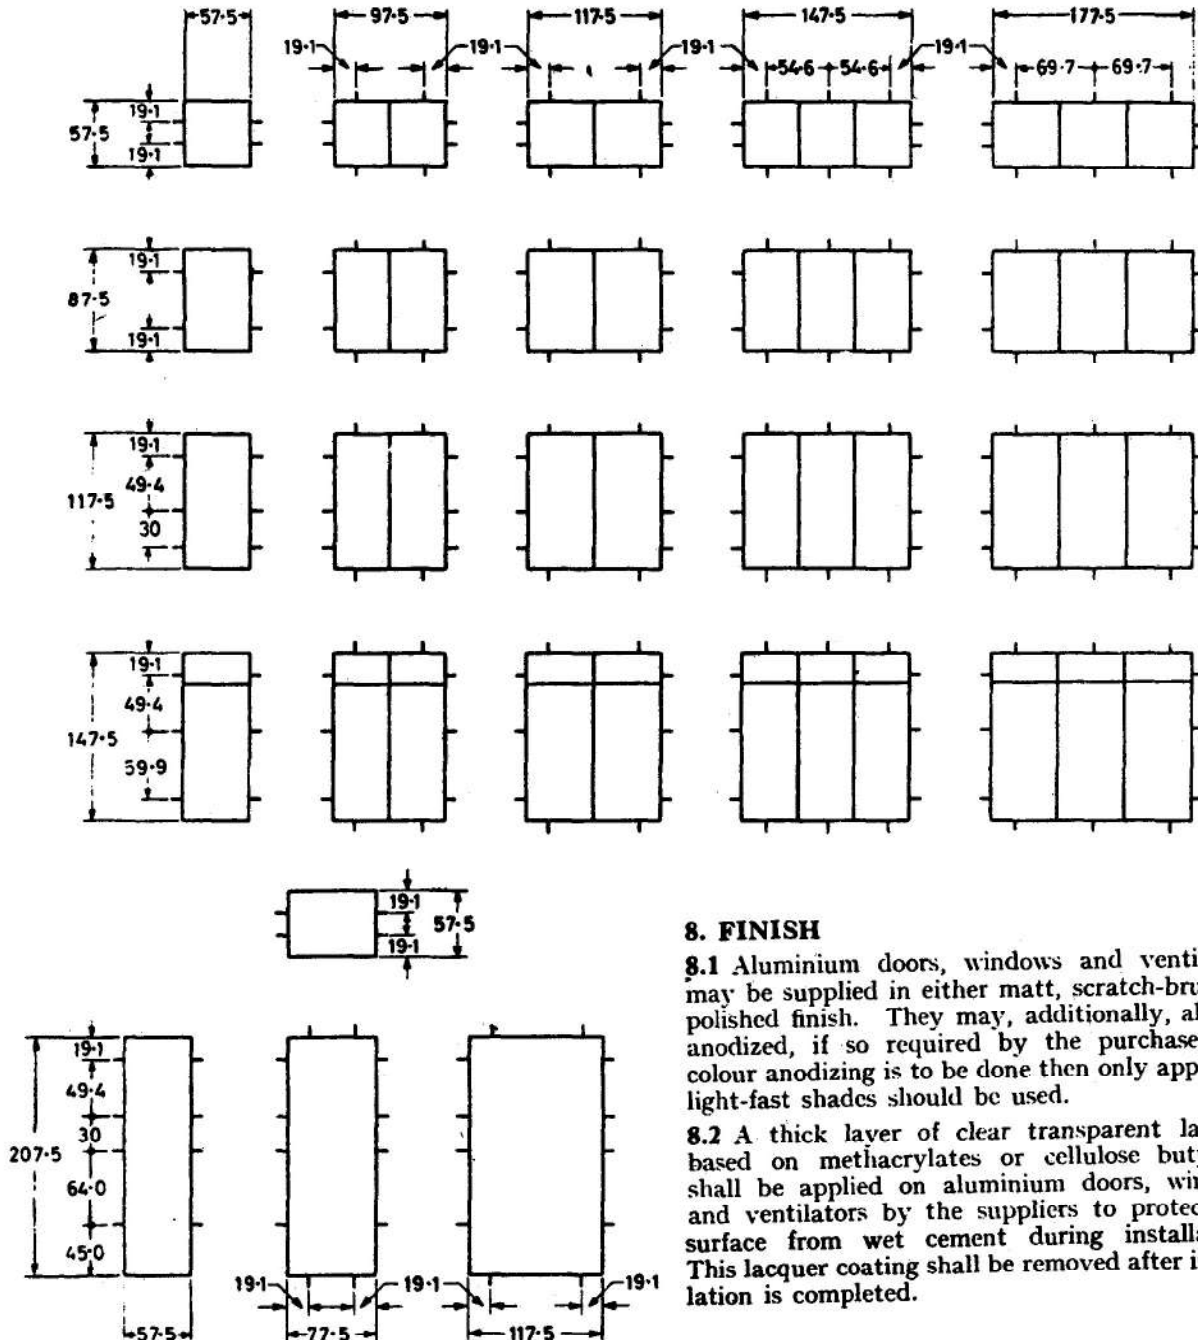 57·5 97·5 117·5 147·5 177·5
19·1 19·1 19·1 54·6 54·6 19·1 69·7 69·7
19·1
57·5
19·1
19·1
87·5
19·1
19·1
49·4
117·5
30
19·1
49·4
147·5
59·9
19·1
57·5
19·1
8. FINISH
8.1 Aluminium doors, windows and venti
may be supplied in either matt, scratch-bru
polished finish. They may, additionally, al
anodized, if so required by the purchase
colour anodizing is to be done then only app
light-fast shades should be used.
8.2 A thick layer of clear transparent la
based on methacrylates or cellulose but
shall be applied on aluminium doors, win
and ventilators by the suppliers to protec
surface from wet cement during installa
This lacquer coating shall be removed after i
lation is completed.
19·1
49·4
30
207·5
64·0
45·0
19·1 19·1 19·1
57·5 77·5 117·5